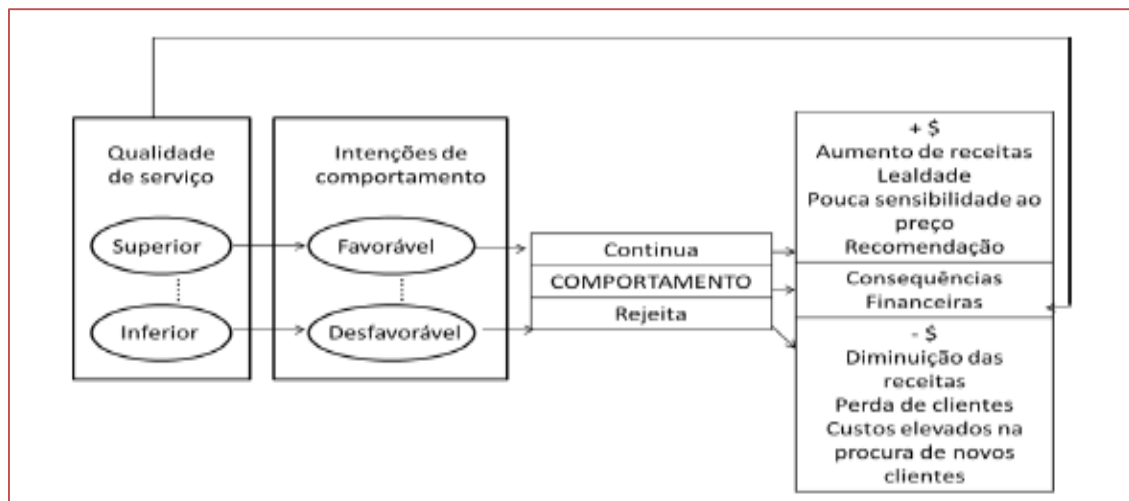 Qualidade
de serviço
Superior
Inferior
Intenções de
comportamento
Favorável
Desfavorável
Continua
COMPORTAMENTO
Rejeita
+ $
Aumento de receitas
Lealdade
Pouca sensibilidade ao
preço
Recomendação
Consequências
Financeiras
- $
Diminuição das
receitas
Perda de clientes
Custos elevados na
procura de novos
clientes